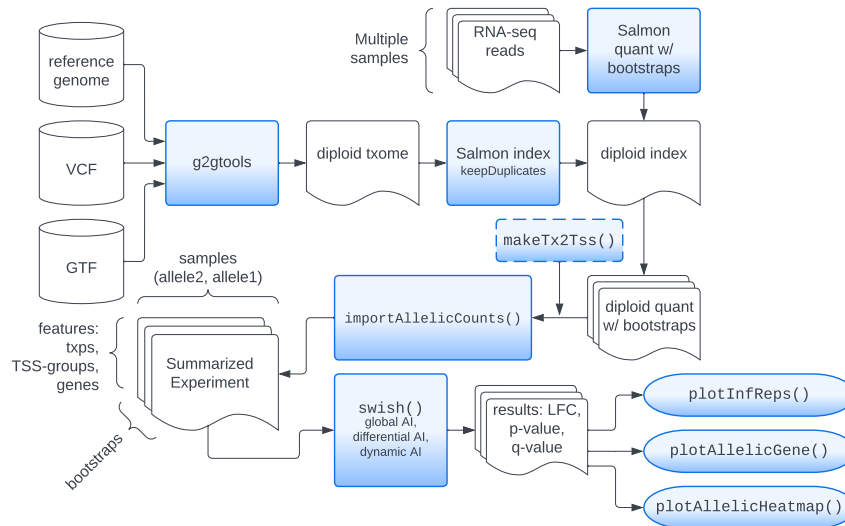 Multiple
samples
RNA-seq
reads
Salmon
quant w/
bootstraps
reference
genome
VCF
GTF
g2gtools
diploid txome
Salmon index
keepDuplicates
diploid index
makeTx2Tss()
samples
(allele2, allele1)
importAllelicCounts()
diploid quant
w/ bootstraps
features:
txps,
TSS-groups,
genes
Summarized
Experiment
bootstraps
swish()
global AI,
differential AI,
dynamic AI
results: LFC,
p-value,
q-value
plotInfReps()
plotAllelicGene()
plotAllelicHeatmap()